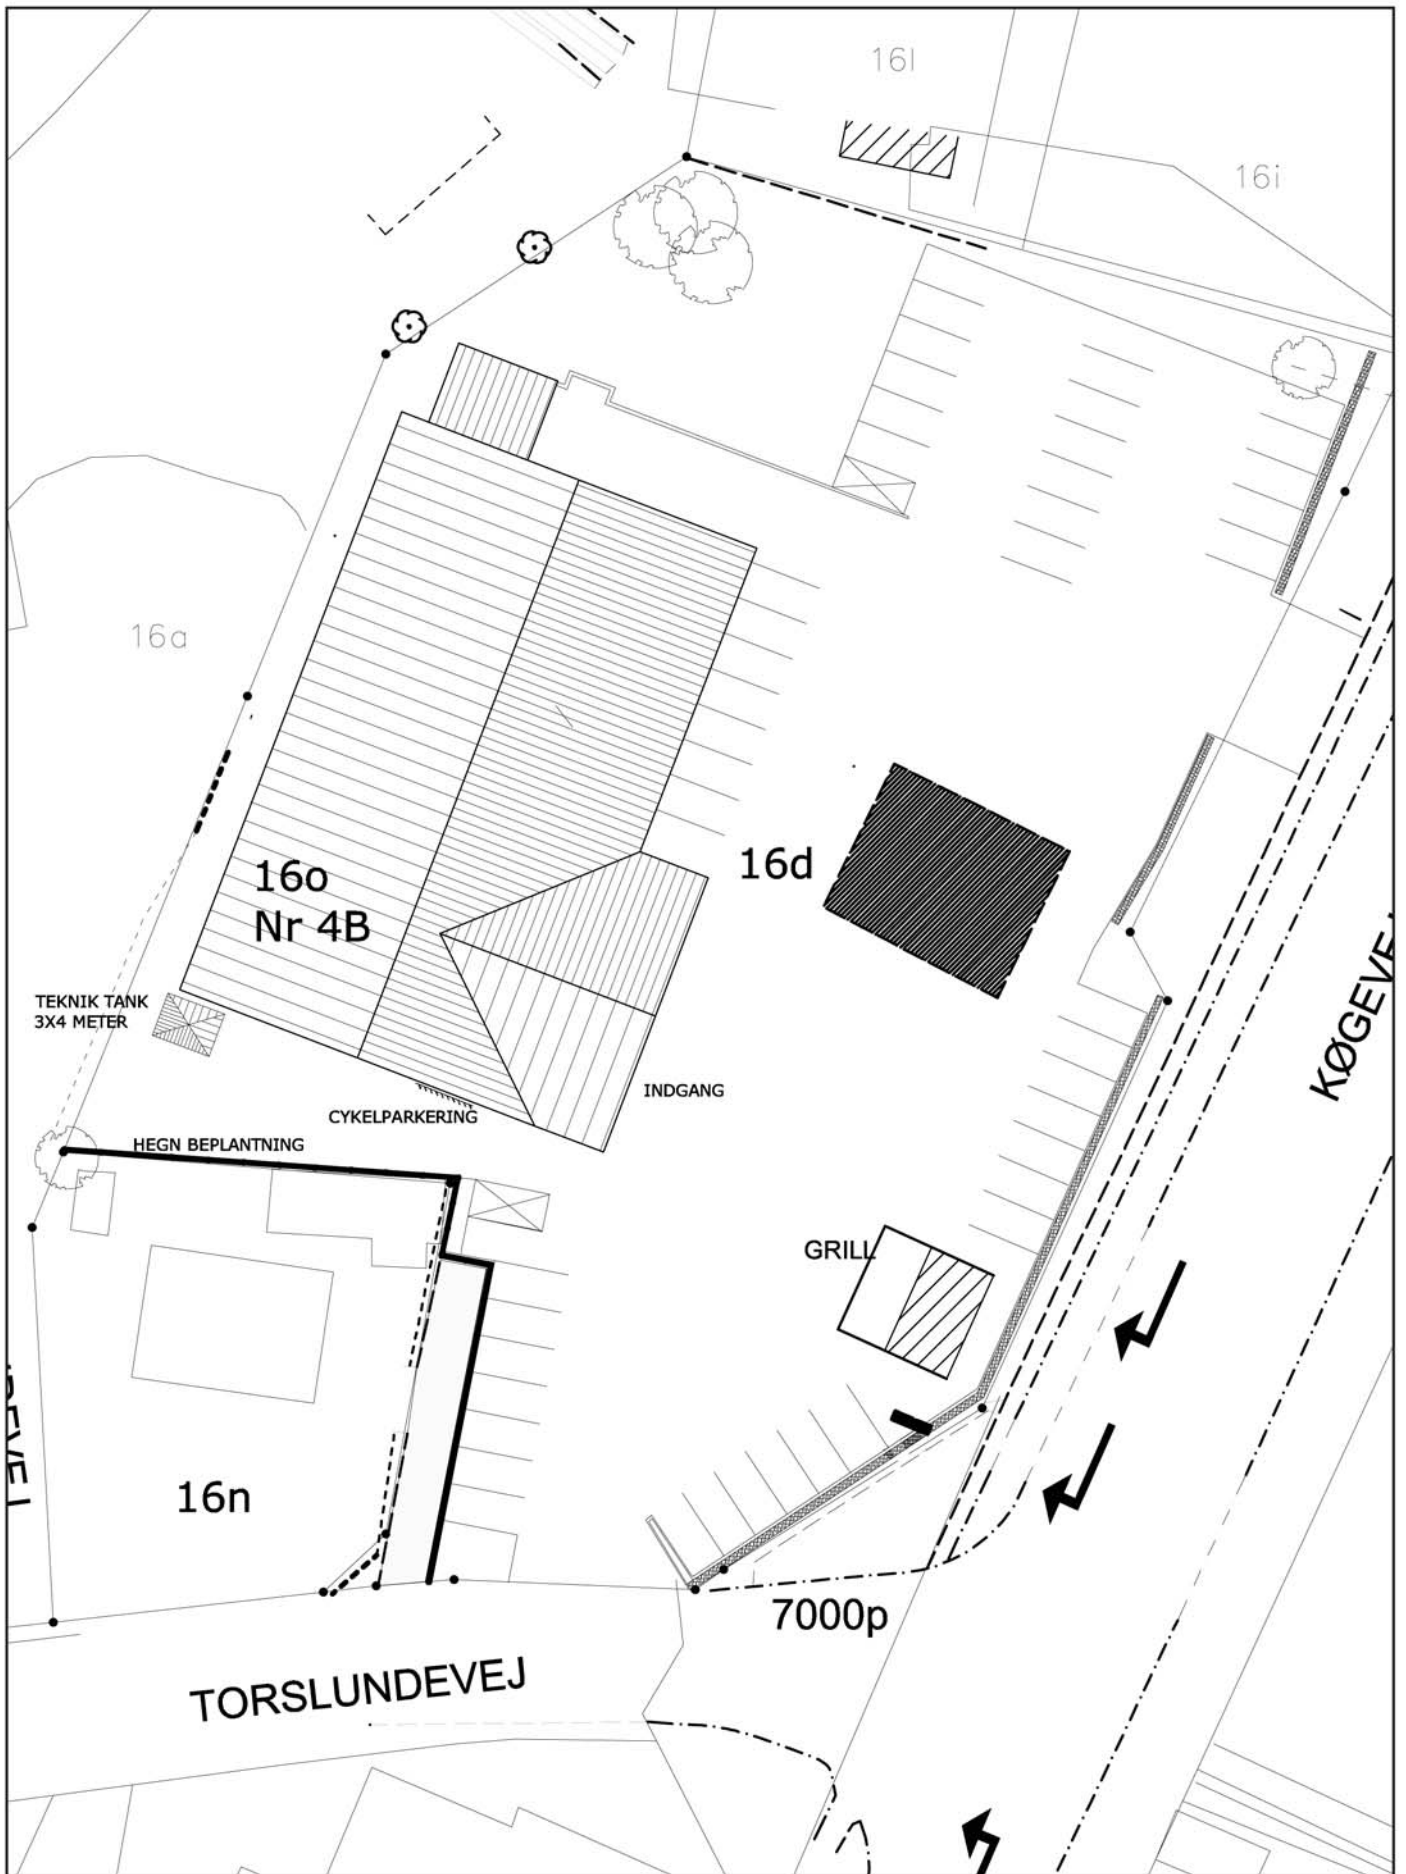 16l
16i
16a
16d
16o
Nr 4B
TEKNIK TANK
3X4 METER
INDGANG
CYKELPARKERING
HEGN BEPLANTNING
GRILL
16n
7000p
TORSLUNDEVEJ